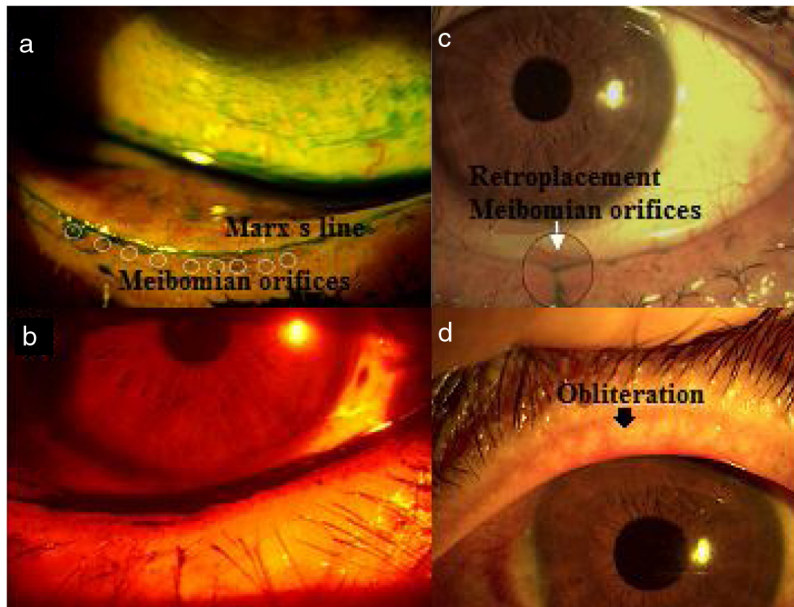 a
Marx`s line
Meibomian orifices
b
c
Retroplacement
Meibomian orifices
d
Obliteration